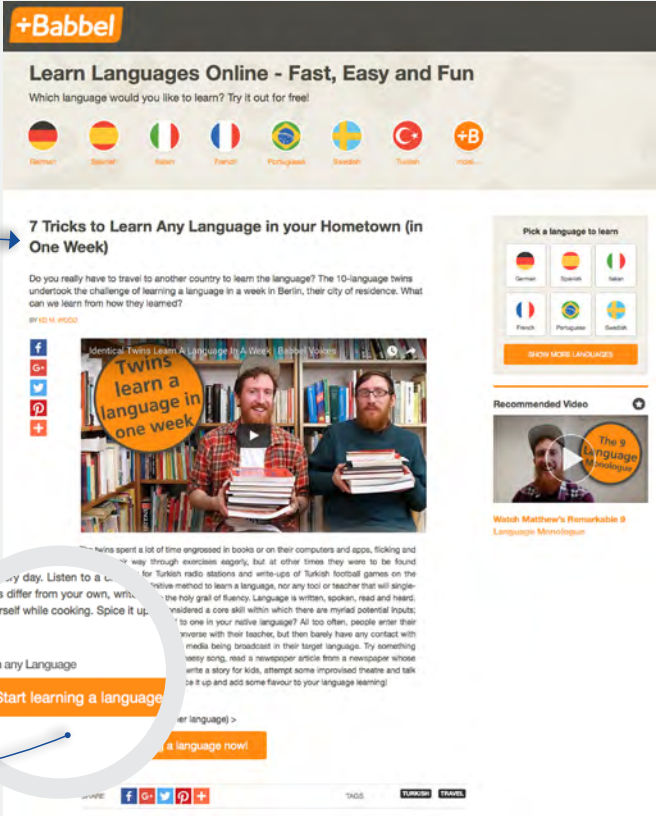 +Babbel
Learn Languages Online - Fast, Easy and Fun
Which language would you like to learn? Try it out for free!
German
Spanish
Italian
French
Portuguese
Swedish
Turkish
+B
more...
7 Tricks to Learn Any Language in your Hometown (in
One Week)
Do you really have to travel to another country to learn the language? The 10-language twins
undertook the challenge of learning a language in a week in Berlin, their city of residence. What
can we learn from how they learned?
BY ED M. WOOD
Identical Twins Learn A Language In A Week | Babbel Voices
Twins
learn a
language in
one week
Pick a language to learn
German
Spanish
Italian
French
Portuguese
Swedish
SHOW MORE LANGUAGES
Recommended Video
The 9
Language
Monologue
Watch Matthew's Remarkable 9
Language Monologue
twins spent a lot of time engrossed in books or on their computers and apps, flicking and
way through exercises eagerly, but at other times they were to be found
for Turkish radio stations and write-ups of Turkish football games on the
method to learn a language, nor any tool or teacher that will single-
the holy grail of fluency. Language is written, spoken, read and heard.
considered a core skill within which there are myriad potential inputs;
to one in your native language? All too often, people enter their
converse with their teacher, but then barely have any contact with
media being broadcast in their target language. Try something
song, read a newspaper article from a newspaper whose
write a story for kids, attempt some improvised theatre and talk
it up and add some flavour to your language learning!
day. Listen to a
differ from your own,
while cooking. Spice it up
any Language
Start learning a language
language) >
a language now!
SHARE
TAGS
TURKISH
TRAVEL